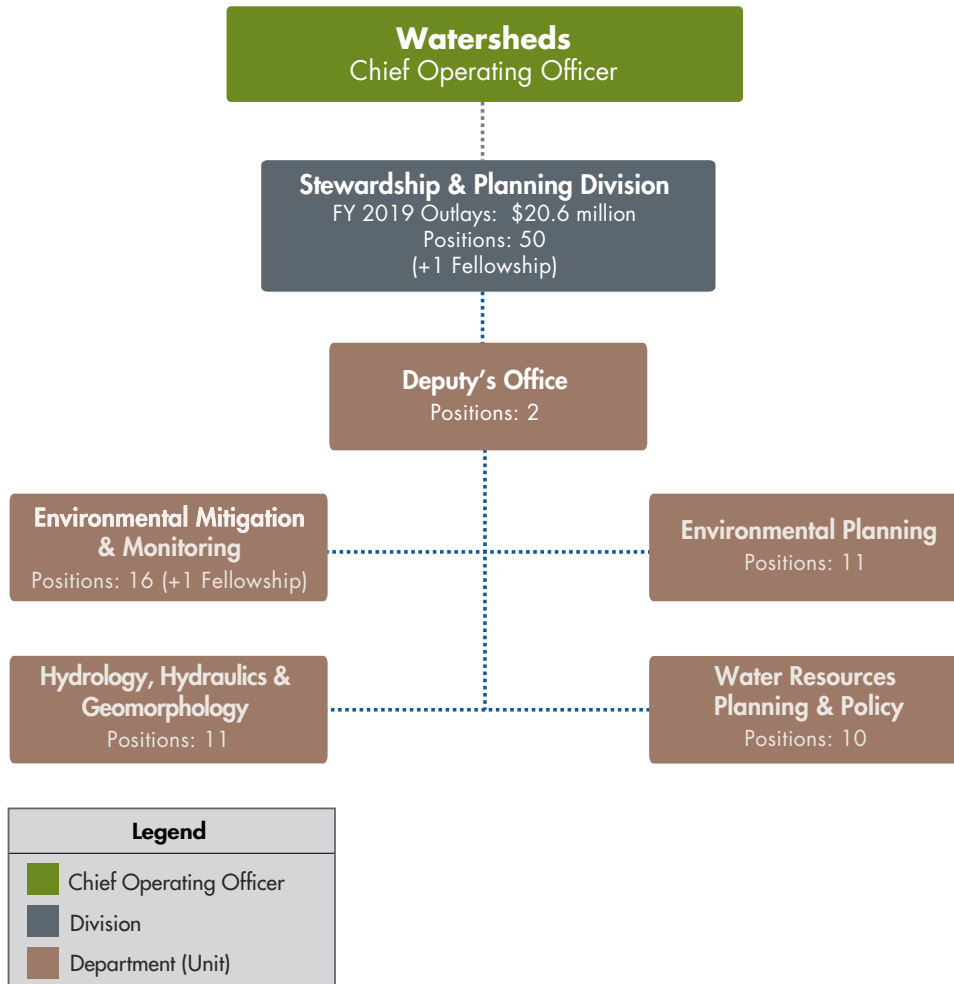 Watersheds
Chief Operating Officer
Stewardship & Planning Division
FY 2019 Outlays: $20.6 million
Positions: 50
(+1 Fellowship)
Deputy’s Office
Positions: 2
Environmental Mitigation
& Monitoring
Positions: 16 (+1 Fellowship)
Environmental Planning
Positions: 11
Hydrology, Hydraulics &
Geomorphology
Positions: 11
Water Resources
Planning & Policy
Positions: 10
Legend
Chief Operating Officer
Division
Department (Unit)